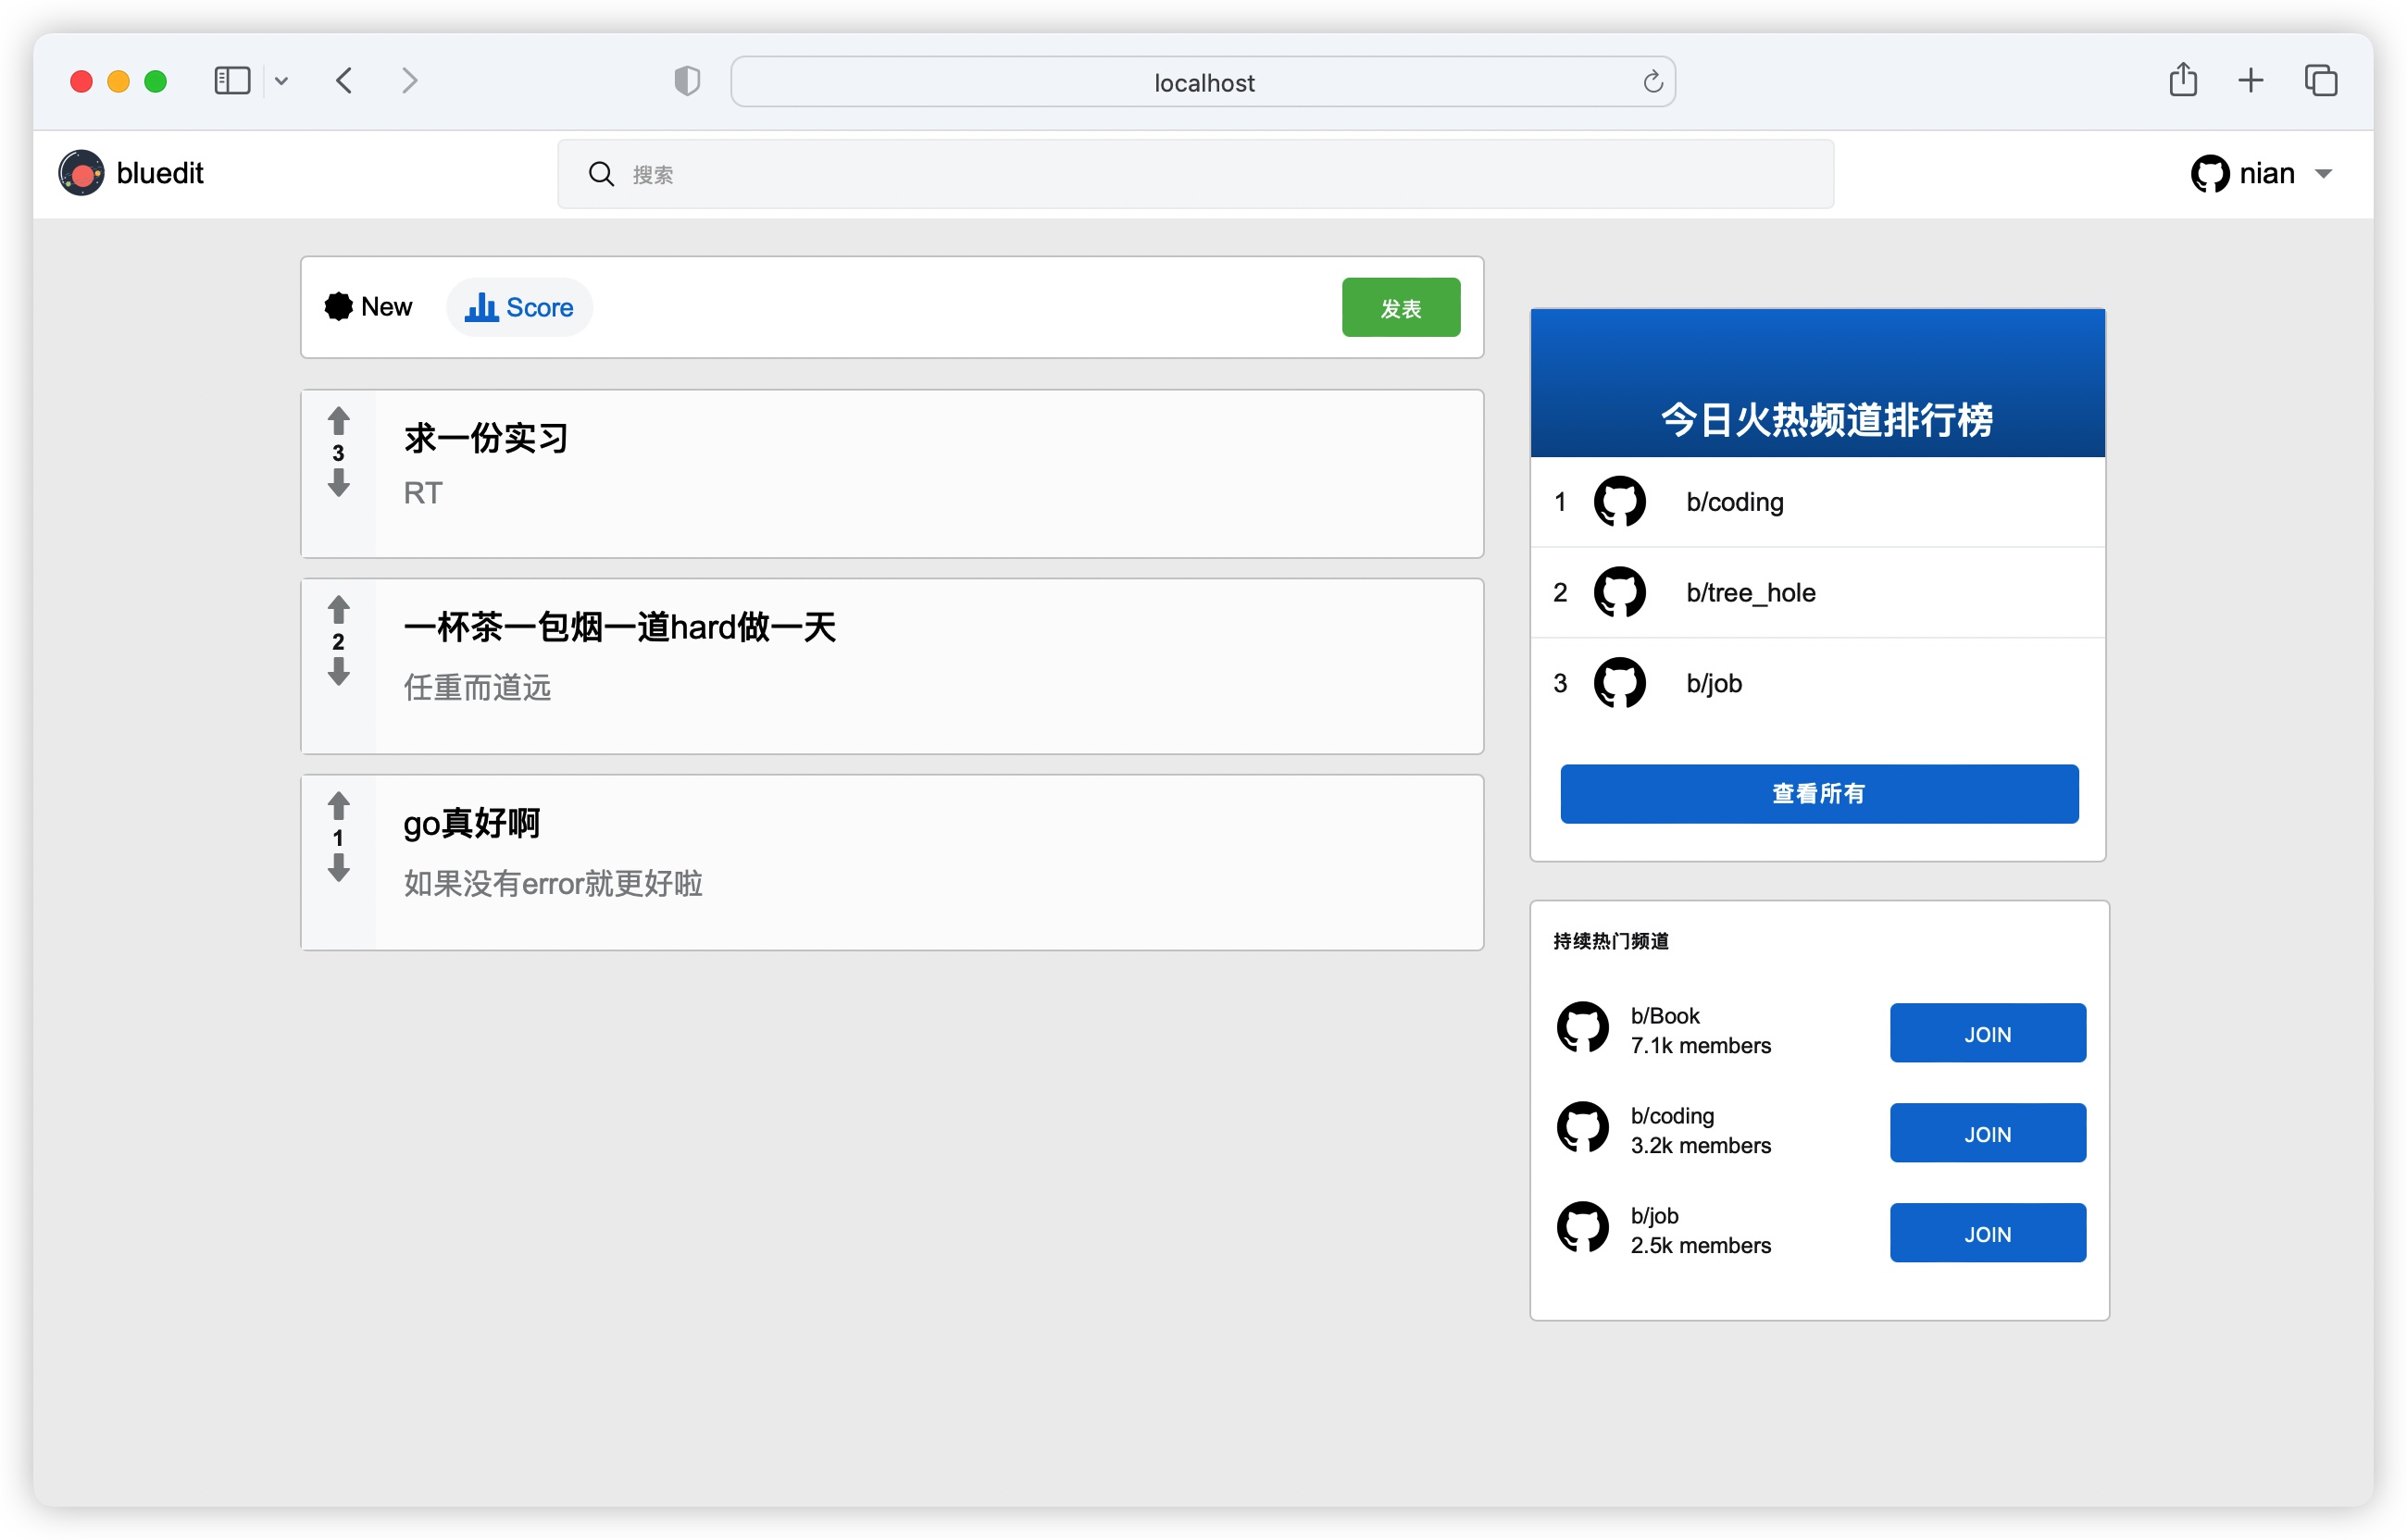 localhost
bluedit
搜索
nian
New
Score
发表
3
求一份实习
RT
2
一杯茶一包烟一道hard做一天
任重而道远
1
go真好啊
如果没有error就更好啦
今日火热频道排行榜
1 b/coding
2 b/tree_hole
3 b/job
查看所有
持续热门频道
b/Book
7.1k members
JOIN
b/coding
3.2k members
JOIN
b/job
2.5k members
JOIN